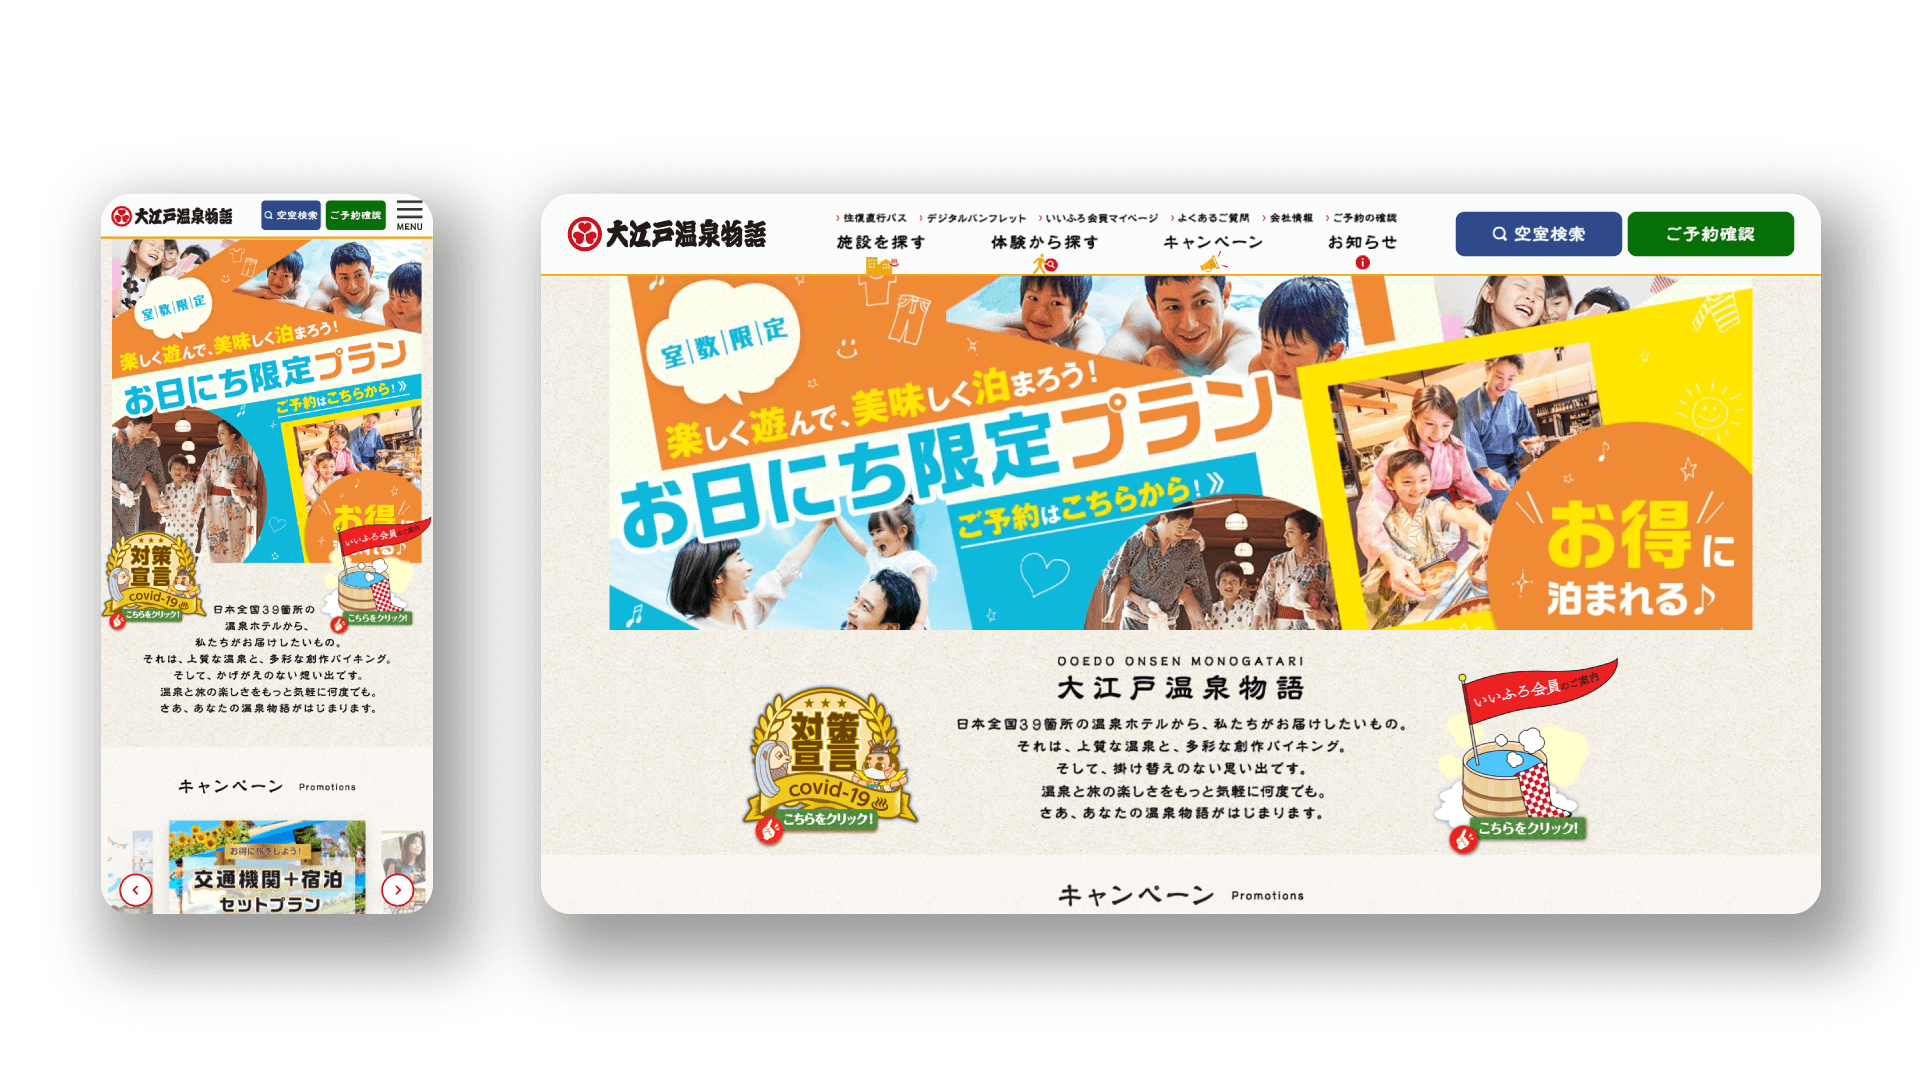 大江戸温泉物語
空室検索
ご予約確認
MENU
室|数|限|定
楽しく遊んで、美味しく泊まろう!
お日にち限定プラン
ご予約はこちらから! 》
お得に
泊まれる♪
対策
宣言
covid-19
こちらをクリック!
いいふろ会員のご案内
こちらをクリック!
日本全国39箇所の
温泉ホテルから、
私たちがお届けしたいもの。
それは、上質な温泉と、多彩な創作バイキング。
そして、かけがえのない想い出です。
温泉と旅の楽しさをもっと気軽に何度でも。
さあ、あなたの温泉物語がはじまります。
キャンペーン Promotions
お得に旅をしよう!
交通機関+宿泊
セットプラン
大江戸温泉物語
往復直行バス デジタルパンフレット いいふろ会員マイページ よくあるご質問 会社情報 ご予約の確認
施設を探す 体験から探す キャンペーン お知らせ
空室検索
ご予約確認
室|数|限|定
楽しく遊んで、美味しく泊まろう!
お日にち限定プラン
ご予約はこちらから! 》
お得に
泊まれる♪
OOEDO ONSEN MONOGATARI
大江戸温泉物語
日本全国39箇所の温泉ホテルから、私たちがお届けしたいもの。
それは、上質な温泉と、多彩な創作バイキング。
そして、掛け替えのない思い出です。
温泉と旅の楽しさをもっと気軽に何度でも。
さあ、あなたの温泉物語がはじまります。
対策
宣言
covid-19
こちらをクリック!
いいふろ会員のご案内
こちらをクリック!
キャンペーン Promotions